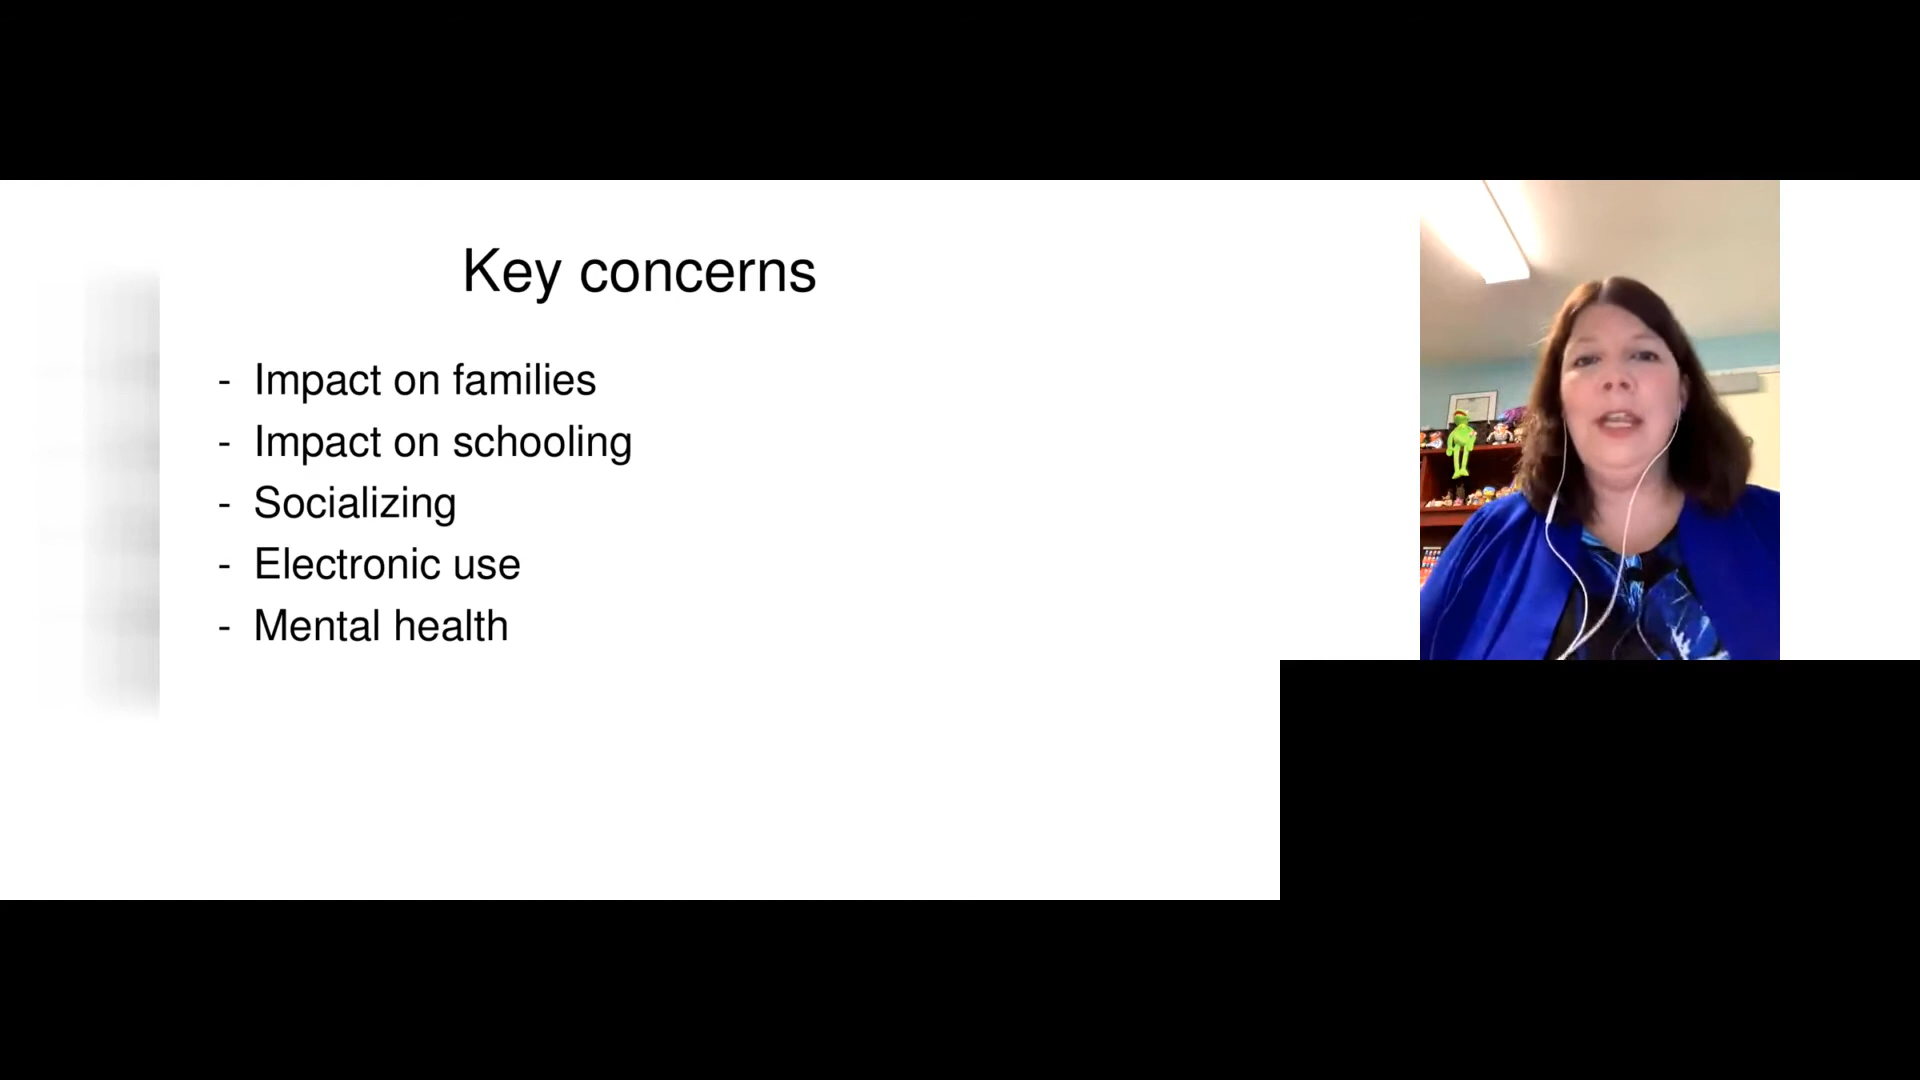 Key concerns
- Impact on families
- Impact on schooling
- Socializing
- Electronic use
- Mental health